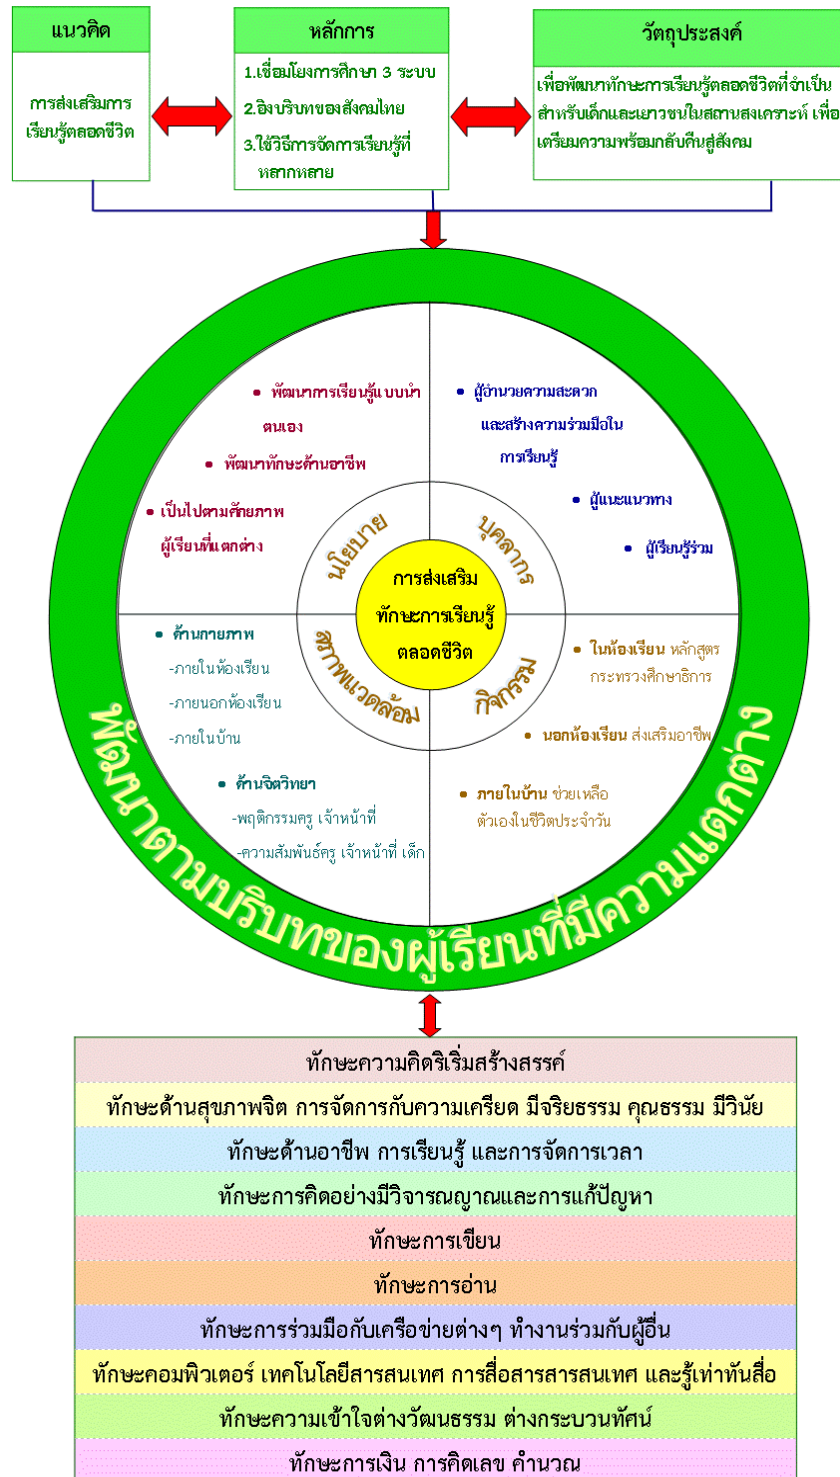 แนวคิด
การส่งเสริมการ
เรียนรู้ตลอดชีวิต
หลักการ
1.เชื่อมโยงการศึกษา 3 ระบบ
2.อิงบริบทของสังคมไทย
3.ใช้วิธีการจัดการเรียนรู้ที่
หลากหลาย
วัตถุประสงค์
เพื่อพัฒนาทักษะการเรียนรู้ตลอดชีวิตที่จำเป็น
สำหรับเด็กและเยาวชนในสถานสงเคราะห์ เพื่อ
เตรียมความพร้อมกลับคืนสู่สังคม
• พัฒนาการเรียนรู้แบบนำ
ตนเอง
• พัฒนาทักษะด้านอาชีพ
• เป็นไปตามศักยภาพ
ผู้เรียนที่แตกต่าง
นโยบาย
• ผู้อำนวยความสะดวก
และสร้างความร่วมมือใน
การเรียนรู้
• ผู้แนะแนวทาง
• ผู้เรียนรู้ร่วม
บุคลากร
การส่งเสริม
ทักษะการเรียนรู้
ตลอดชีวิต
• ด้านกายภาพ
-ภายในห้องเรียน
-ภายนอกห้องเรียน
-ภายในบ้าน
• ด้านจิตวิทยา
-พฤติกรรมครู เจ้าหน้าที่
-ความสัมพันธ์ครู เจ้าหน้าที่ เด็ก
สภาพแวดล้อม
• ในห้องเรียน หลักสูตร
กระทรวงศึกษาธิการ
• นอกห้องเรียน ส่งเสริมอาชีพ
• ภายในบ้าน ช่วยเหลือ
ตัวเองในชีวิตประจำวัน
กิจกรรม
พัฒนาตามบริบทของผู้เรียนที่มีความแตกต่าง
ทักษะความคิดริเริ่มสร้างสรรค์
ทักษะด้านสุขภาพจิต การจัดการกับความเครียด มีจริยธรรม คุณธรรม มีวินัย
ทักษะด้านอาชีพ การเรียนรู้ และการจัดการเวลา
ทักษะการคิดอย่างมีวิจารณญาณและการแก้ปัญหา
ทักษะการเขียน
ทักษะการอ่าน
ทักษะการร่วมมือกับเครือข่ายต่างๆ ทำงานร่วมกับผู้อื่น
ทักษะคอมพิวเตอร์ เทคโนโลยีสารสนเทศ การสื่อสารสารสนเทศ และรู้เท่าทันสื่อ
ทักษะความเข้าใจต่างวัฒนธรรม ต่างกระบวนทัศน์
ทักษะการเงิน การคิดเลข คำนวณ